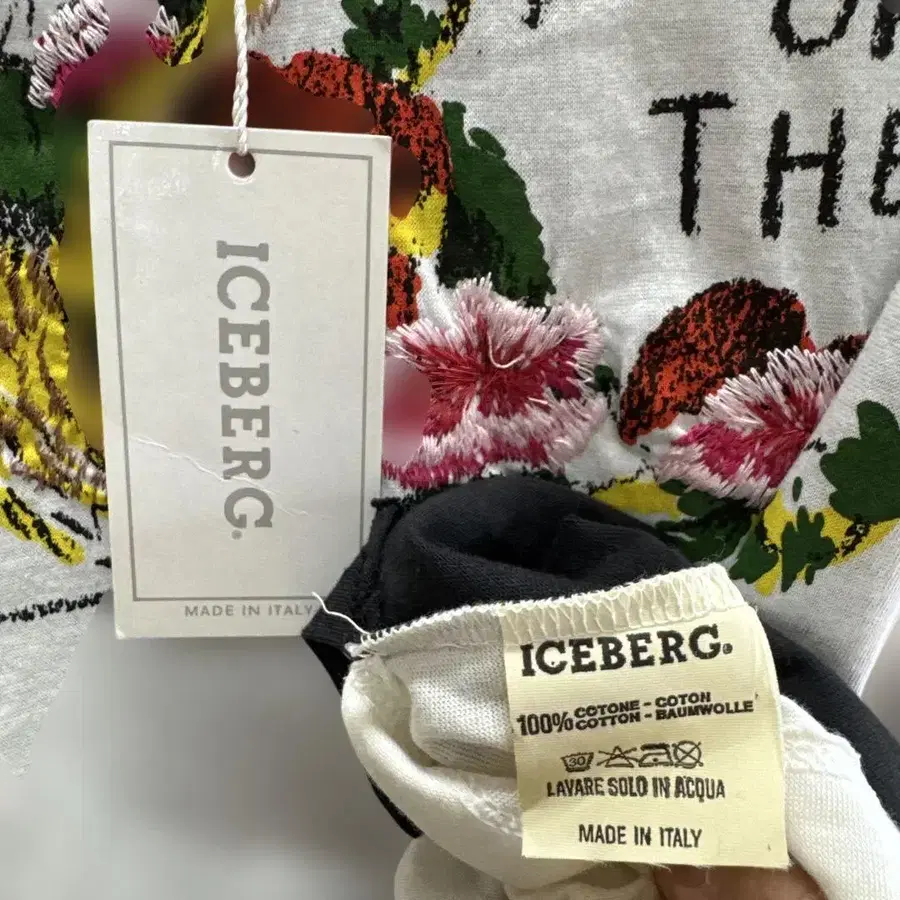 THE
ICEBERG®
MADE IN ITALY
ICEBERG®
100% COTONE - COTON
COTTON - BAUMWOLLE
30
LAVARE SOLO IN ACQUA
MADE IN ITALY